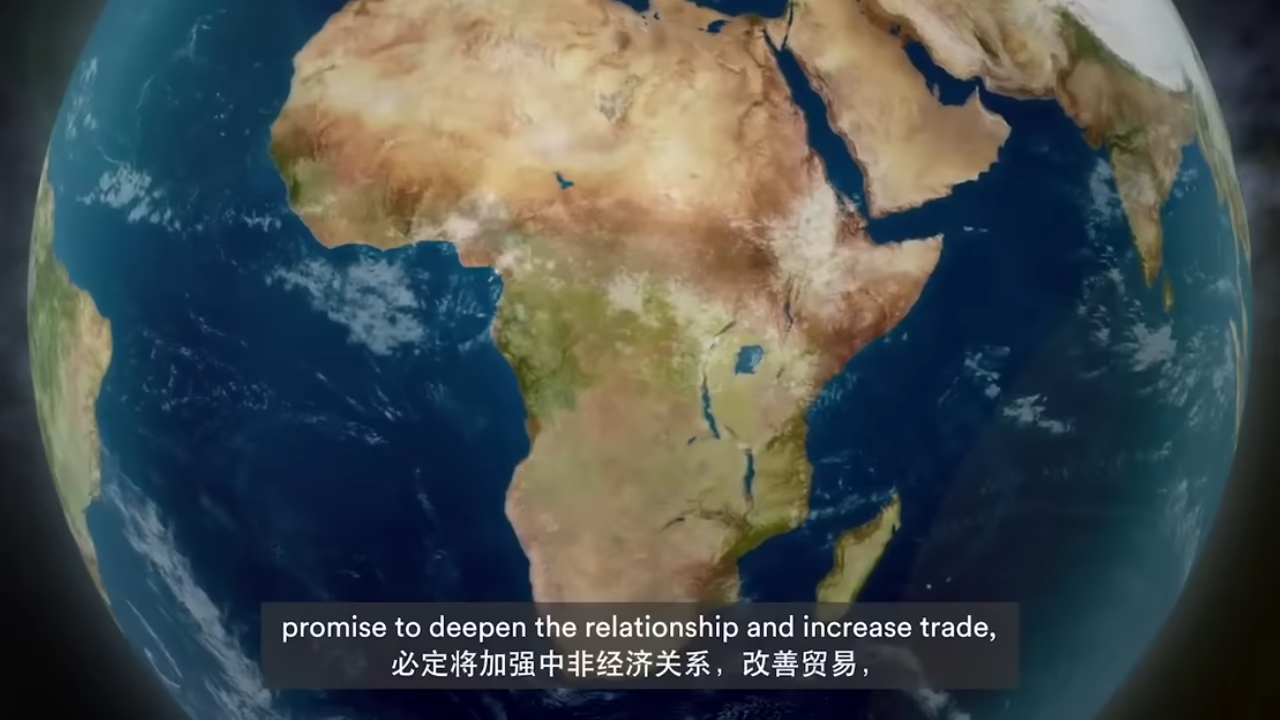 promise to deepen the relationship and increase trade,
必定将加强中非经济关系，改善贸易，